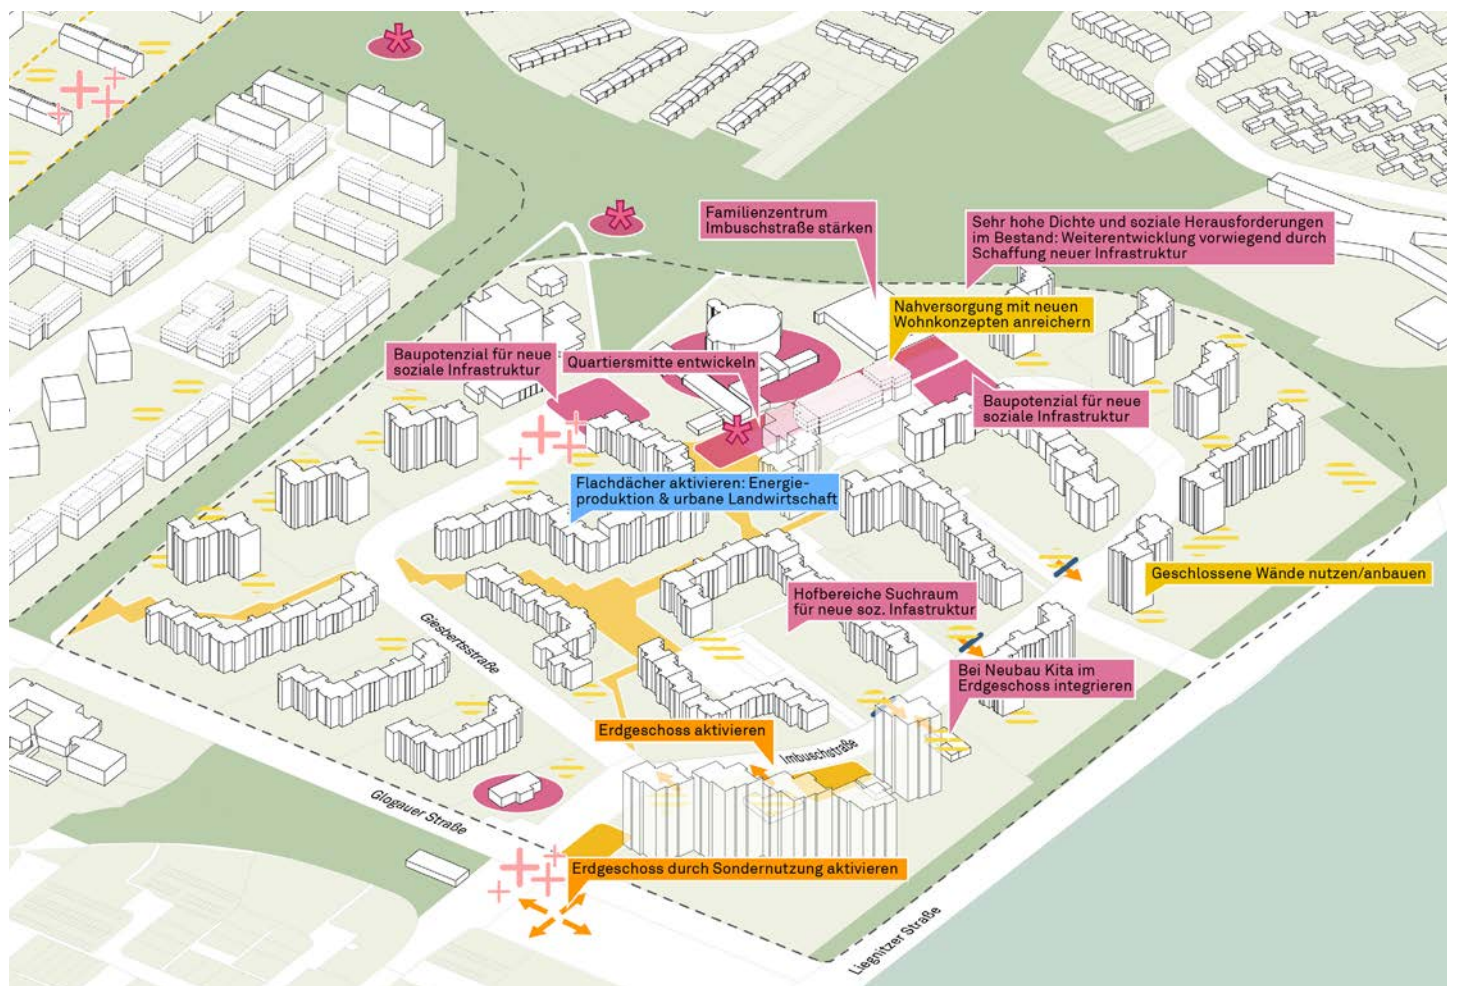 Familienzentrum
Imbuschstraße stärken
Sehr hohe Dichte und soziale Herausforderungen
im Bestand: Weiterentwicklung vorwiegend durch
Schaffung neuer Infrastruktur
Nahversorgung mit neuen
Wohnkonzepten anreichern
Baupotenzial für neue
soziale Infrastruktur
Quartiersmitte entwickeln
Baupotenzial für neue
soziale Infrastruktur
Flachdächer aktivieren: Energie-
produktion & urbane Landwirtschaft
Geschlossene Wände nutzen/anbauen
Hofbereiche Suchraum
für neue soz. Infastruktur
Giesbertsstraße
Bei Neubau Kita im
Erdgeschoss integrieren
Erdgeschoss aktivieren
Imbuschstraße
Glogauer Straße
Erdgeschoss durch Sondernutzung aktivieren
Liegnitzer Straße